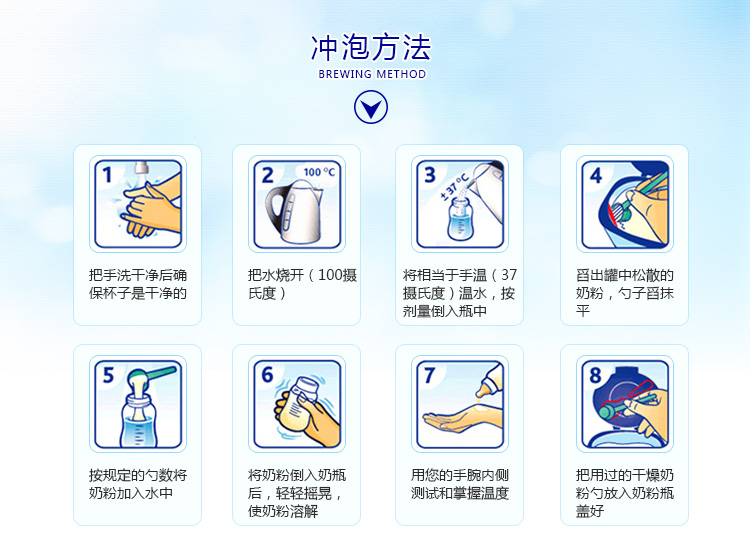 冲泡方法
BREWING METHOD
1
把手洗干净后确
保杯子是干净的
2
100 °C
把水烧开（100摄
氏度）
3
±37 °C
将相当于手温（37
摄氏度）温水，按
剂量倒入瓶中
4
舀出罐中松散的
奶粉，勺子舀抹
平
5
按规定的勺数将
奶粉加入水中
6
将奶粉倒入奶瓶
后，轻轻摇晃，
使奶粉溶解
7
用您的手腕内侧
测试和掌握温度
8
把用过的干燥奶
粉勺放入奶粉瓶
盖好